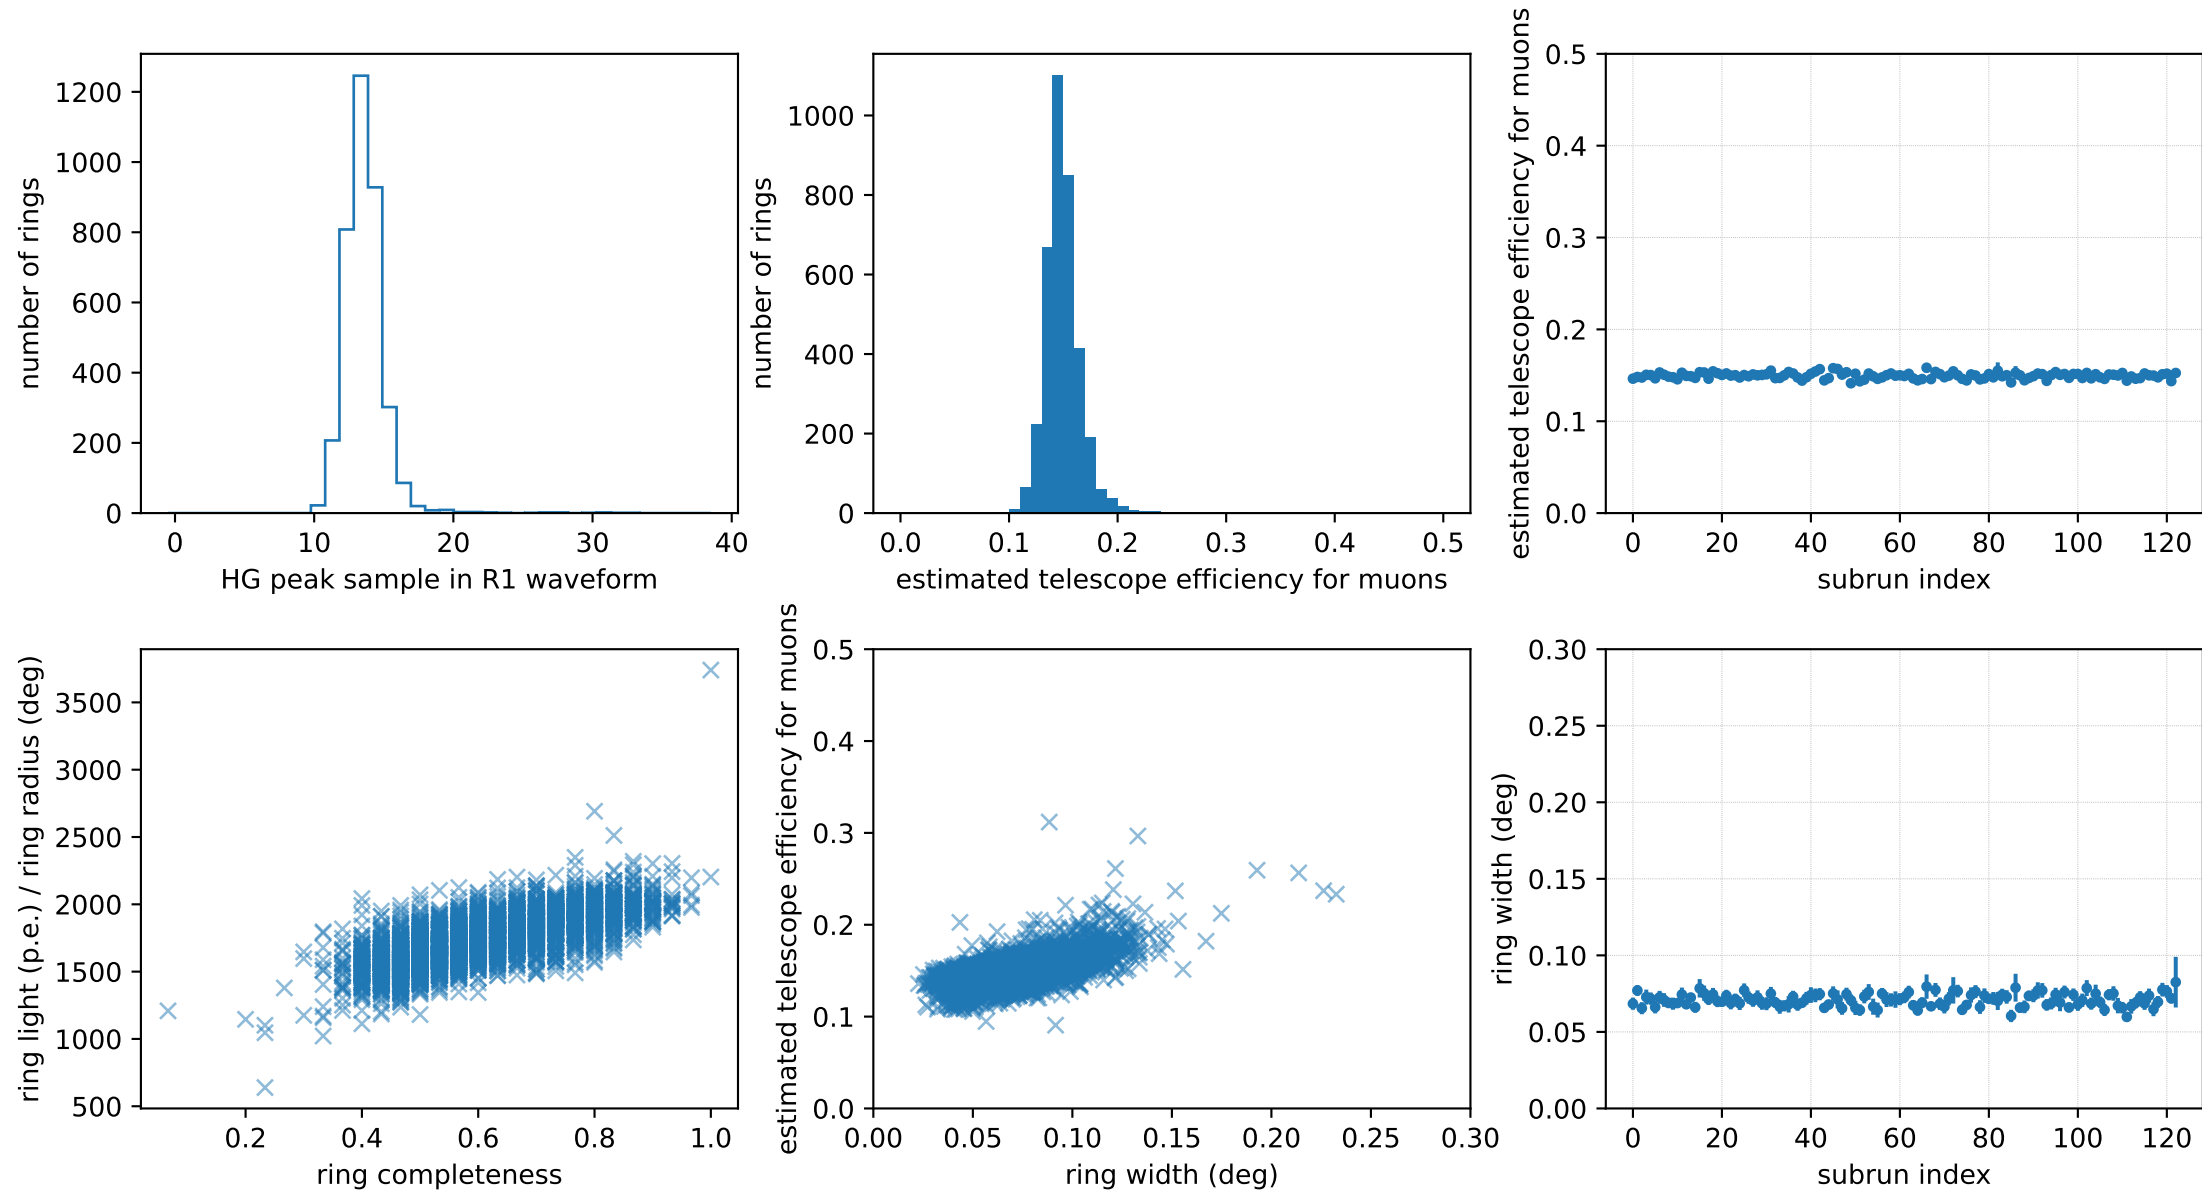 number of rings
1200
1000
800
600
400
200
0
0 10 20 30 40
HG peak sample in R1 waveform
number of rings
1000
800
600
400
200
0
0.0 0.1 0.2 0.3 0.4 0.5
estimated telescope efficiency for muons
estimated telescope efficiency for muons
0.5
0.4
0.3
0.2
0.1
0.0
0 20 40 60 80 100 120
subrun index
ring light (p.e.) / ring radius (deg)
3500
3000
2500
2000
1500
1000
500
0.2 0.4 0.6 0.8 1.0
ring completeness
estimated telescope efficiency for muons
0.5
0.4
0.3
0.2
0.1
0.0
0.00 0.05 0.10 0.15 0.20 0.25 0.30
ring width (deg)
ring width (deg)
0.30
0.25
0.20
0.15
0.10
0.05
0.00
0 20 40 60 80 100 120
subrun index